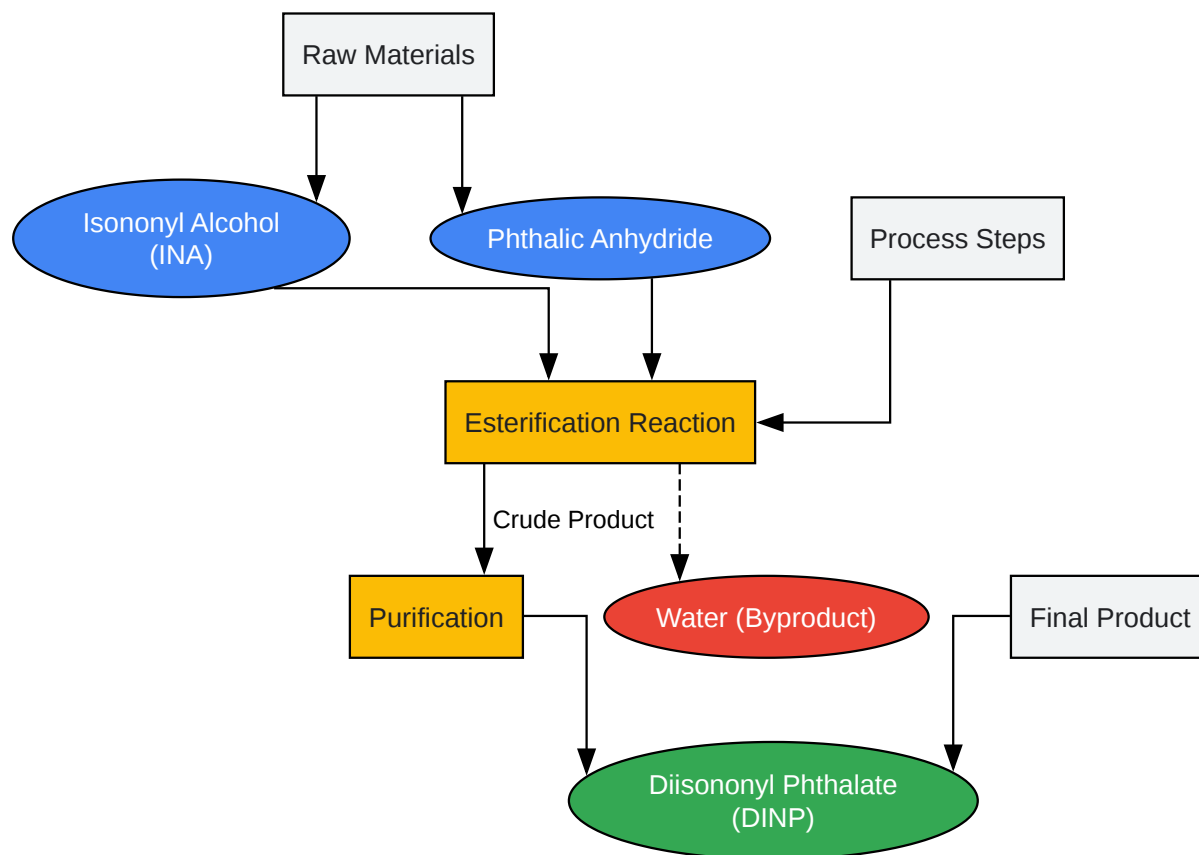 Raw Materials
Isononyl Alcohol
(INA)
Phthalic Anhydride
Process Steps
Esterification Reaction
Crude Product
Purification
Water (Byproduct)
Final Product
Diisononyl Phthalate
(DINP)